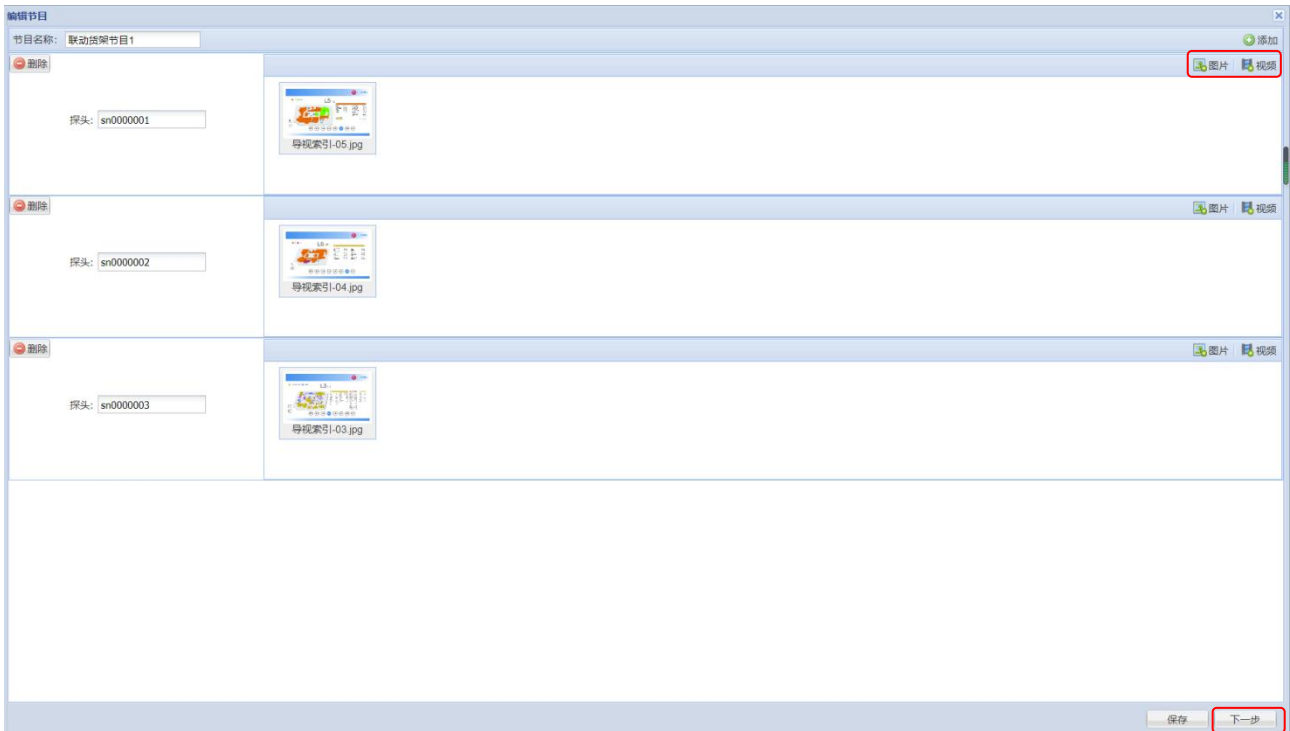 编辑节目
节目名称: 联动货架节目1 添加
删除 图片 视频
探头: sn0000001
导视索引-05.jpg
删除 图片 视频
探头: sn0000002
导视索引-04.jpg
删除 图片 视频
探头: sn0000003
导视索引-03.jpg
保存 下一步